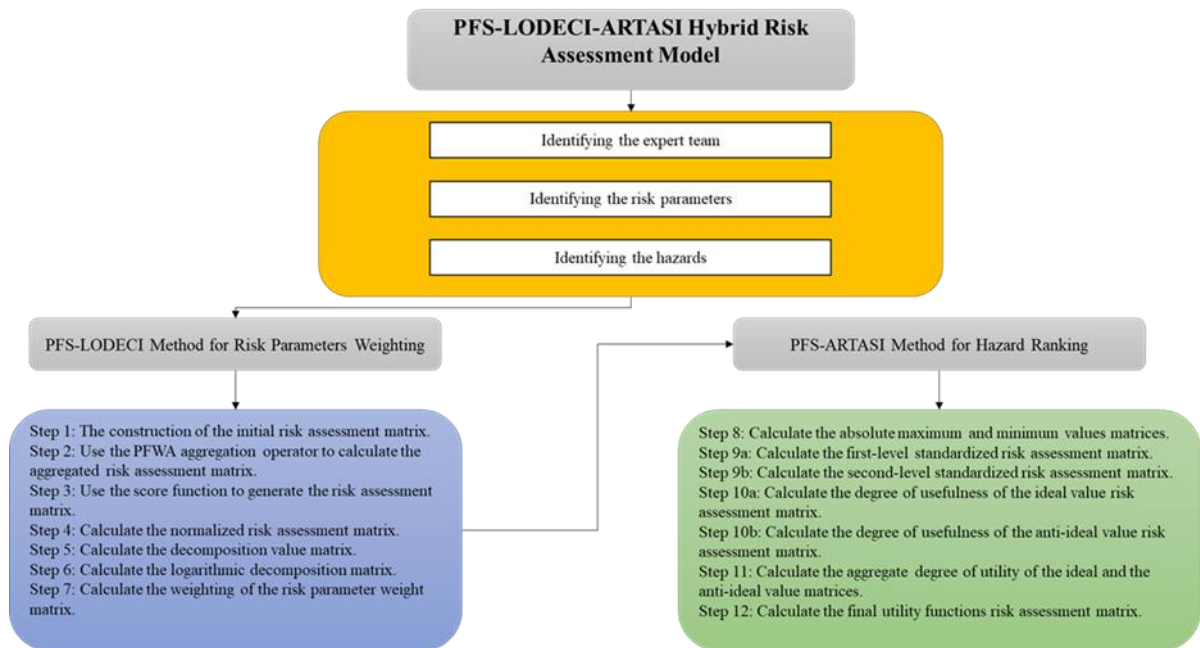 PFS-LODECI-ARTASI Hybrid Risk
Assessment Model
Identifying the expert team
Identifying the risk parameters
Identifying the hazards
PFS-LODECI Method for Risk Parameters Weighting
Step 1: The construction of the initial risk assessment matrix.
Step 2: Use the PFWA aggregation operator to calculate the
aggregated risk assessment matrix.
Step 3: Use the score function to generate the risk assessment
matrix.
Step 4: Calculate the normalized risk assessment matrix.
Step 5: Calculate the decomposition value matrix.
Step 6: Calculate the logarithmic decomposition matrix.
Step 7: Calculate the weighting of the risk parameter weight
matrix.
PFS-ARTASI Method for Hazard Ranking
Step 8: Calculate the absolute maximum and minimum values matrices.
Step 9a: Calculate the first-level standardized risk assessment matrix.
Step 9b: Calculate the second-level standardized risk assessment matrix.
Step 10a: Calculate the degree of usefulness of the ideal value risk
assessment matrix.
Step 10b: Calculate the degree of usefulness of the anti-ideal value risk
assessment matrix.
Step 11: Calculate the aggregate degree of utility of the ideal and the
anti-ideal value matrices.
Step 12: Calculate the final utility functions risk assessment matrix.